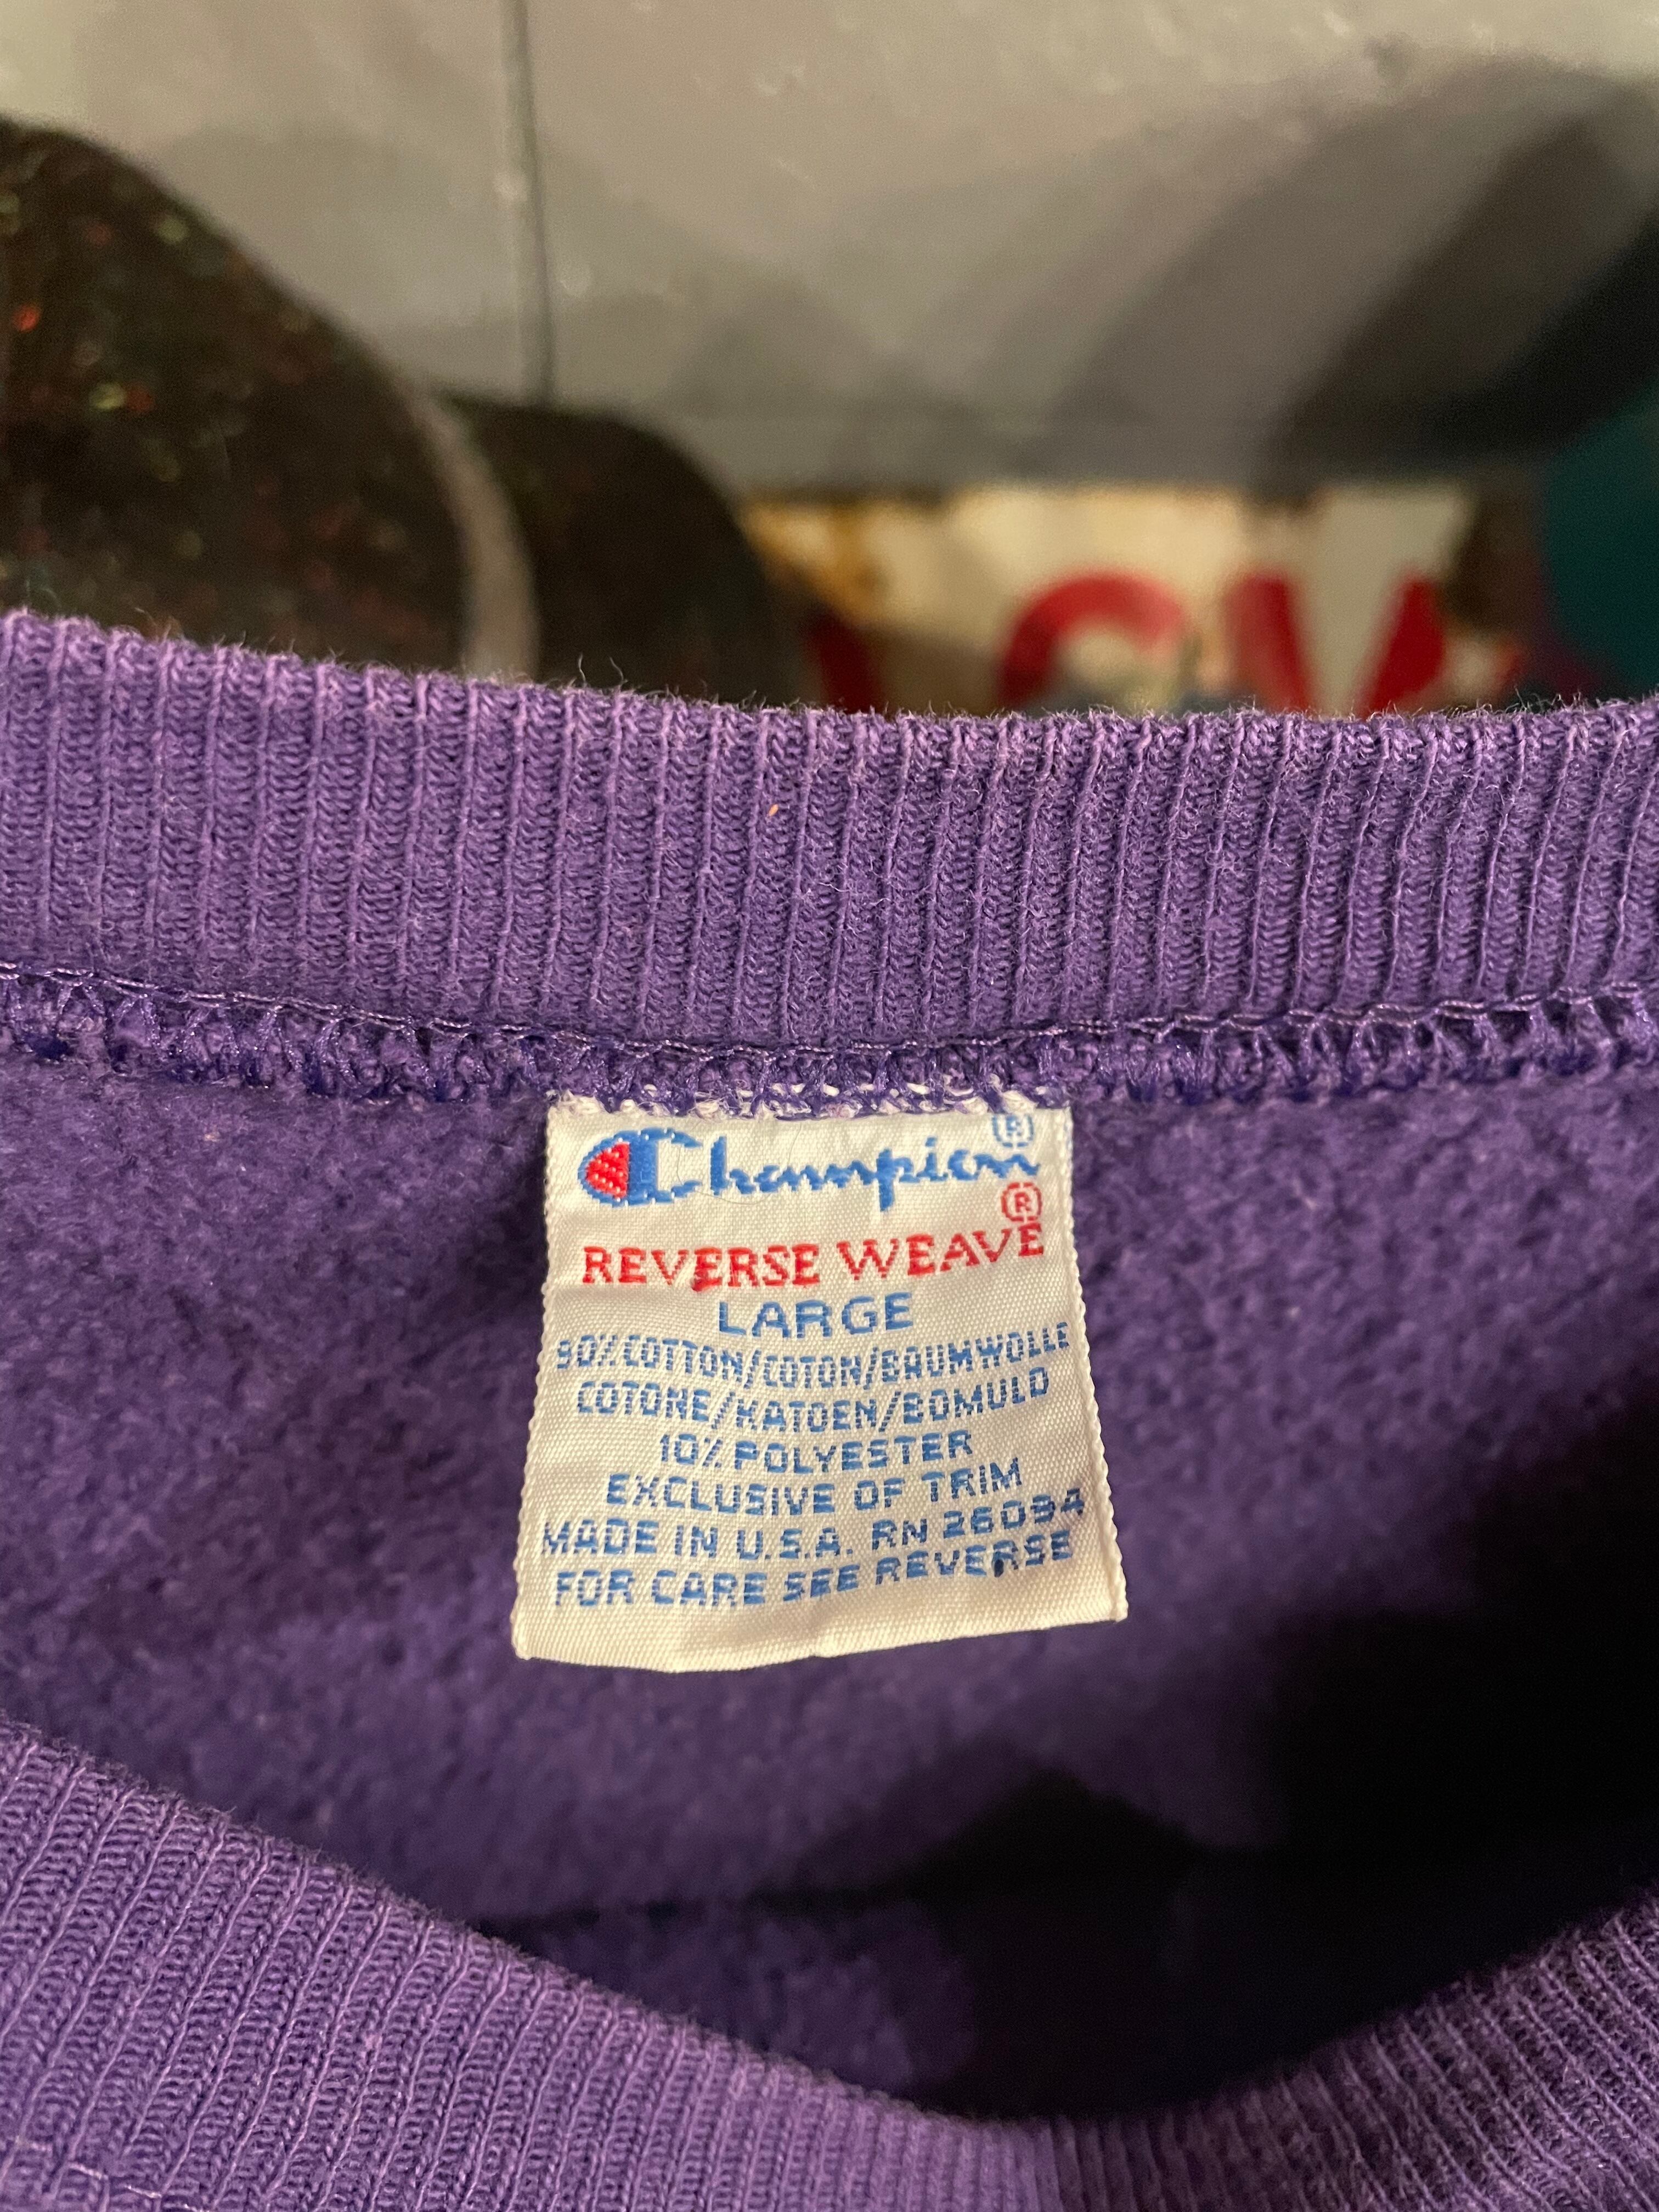 Champion®
REVERSE WEAVE®
LARGE
90% COTTON/COTON/BAUMWOLLE
COTONE/KATOEN/BOMULD
10% POLYESTER
EXCLUSIVE OF TRIM
MADE IN U.S.A. RN 26094
FOR CARE SEE REVERSE